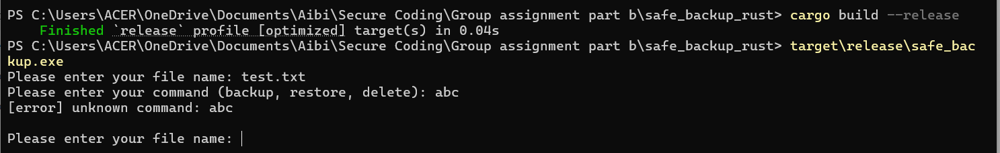 PS C:\Users\ACER\OneDrive\Documents\Aibi\Secure Coding\Group assignment part b\safe_backup_rust> cargo build --release
    Finished `release` profile [optimized] target(s) in 0.04s
PS C:\Users\ACER\OneDrive\Documents\Aibi\Secure Coding\Group assignment part b\safe_backup_rust> target\release\safe_bac
kup.exe
Please enter your file name: test.txt
Please enter your command (backup, restore, delete): abc
[error] unknown command: abc
Please enter your file name: